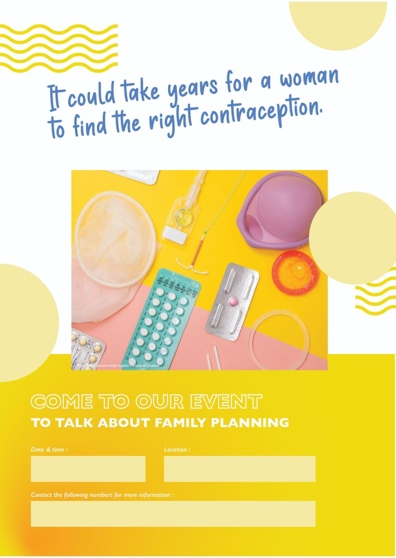 It could take years for a woman
to find the right contraception.
COME TO OUR EVENT
TO TALK ABOUT FAMILY PLANNING
Date & time :
Location :
Contact the following numbers for more information :